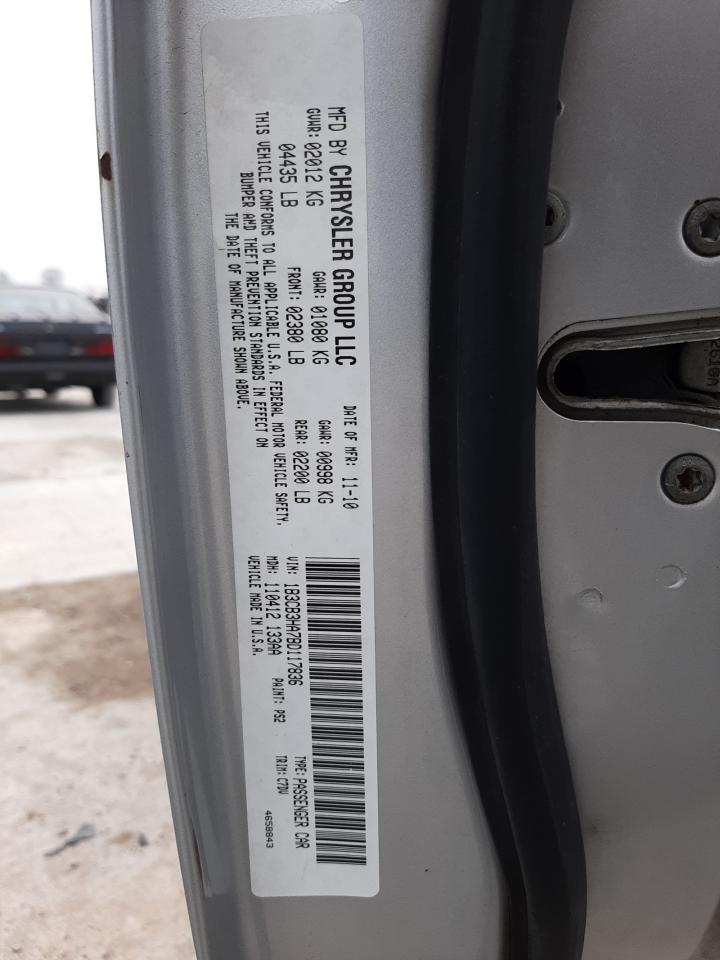 MFD BY CHRYSLER GROUP LLC DATE OF MFR: 11-10
GVWR: 02012 KG GAWR: 01080 KG GAWR: 00998 KG
04435 LB FRONT: 02380 LB REAR: 02200 LB
THIS VEHICLE CONFORMS TO ALL APPLICABLE U.S.A. FEDERAL MOTOR VEHICLE SAFETY,
BUMPER AND THEFT PREVENTION STANDARDS IN EFFECT ON
THE DATE OF MANUFACTURE SHOWN ABOVE.
VIN: 1B3CB3HA7BD117836 TYPE: PASSENGER CAR
MDH: 110412 133AA PAINT: PS2 TRIM: C7DV
VEHICLE MADE IN U.S.A. 4658843